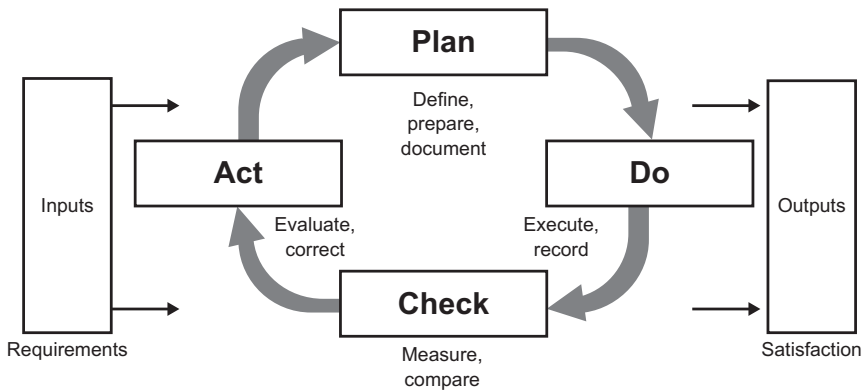 Plan
Define,
prepare,
document
Act
Do
Inputs
Outputs
Evaluate,
correct
Execute,
record
Check
Requirements
Satisfaction
Measure,
compare